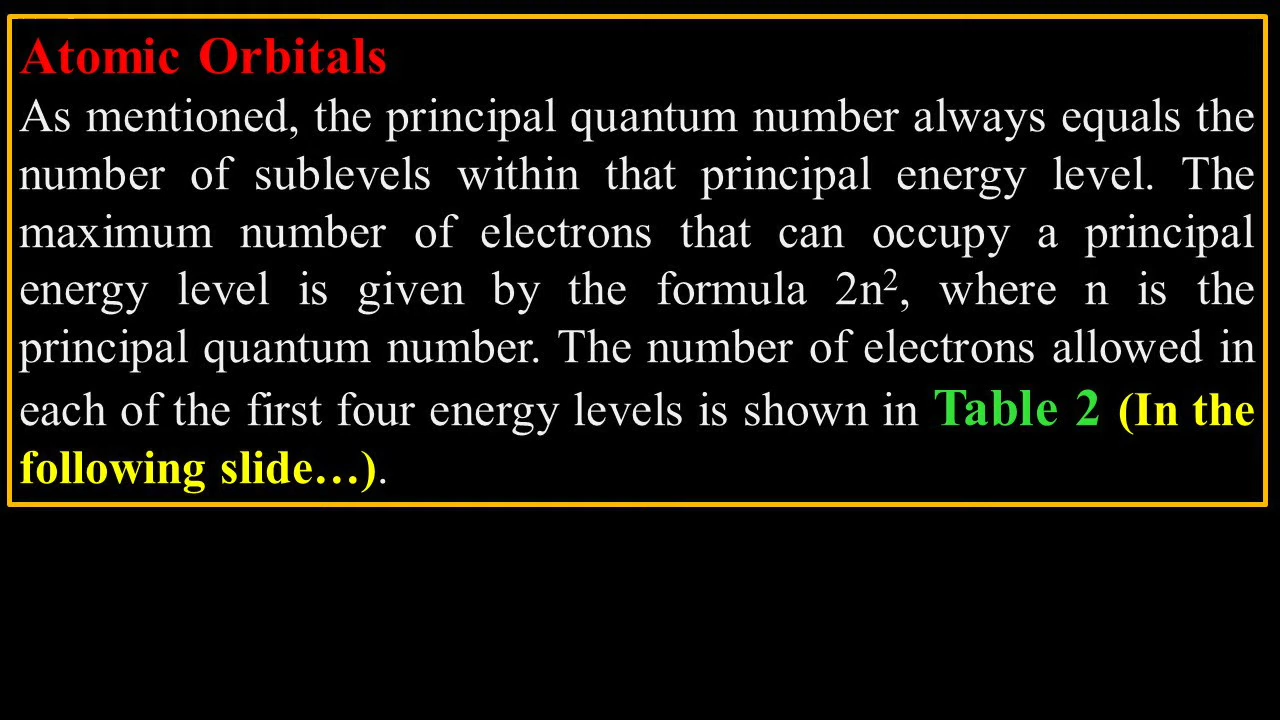 Atomic Orbitals
As mentioned, the principal quantum number always equals the
number of sublevels within that principal energy level. The
maximum number of electrons that can occupy a principal
energy level is given by the formula 2n², where n is the
principal quantum number. The number of electrons allowed in
each of the first four energy levels is shown in Table 2 (In the
following slide…).